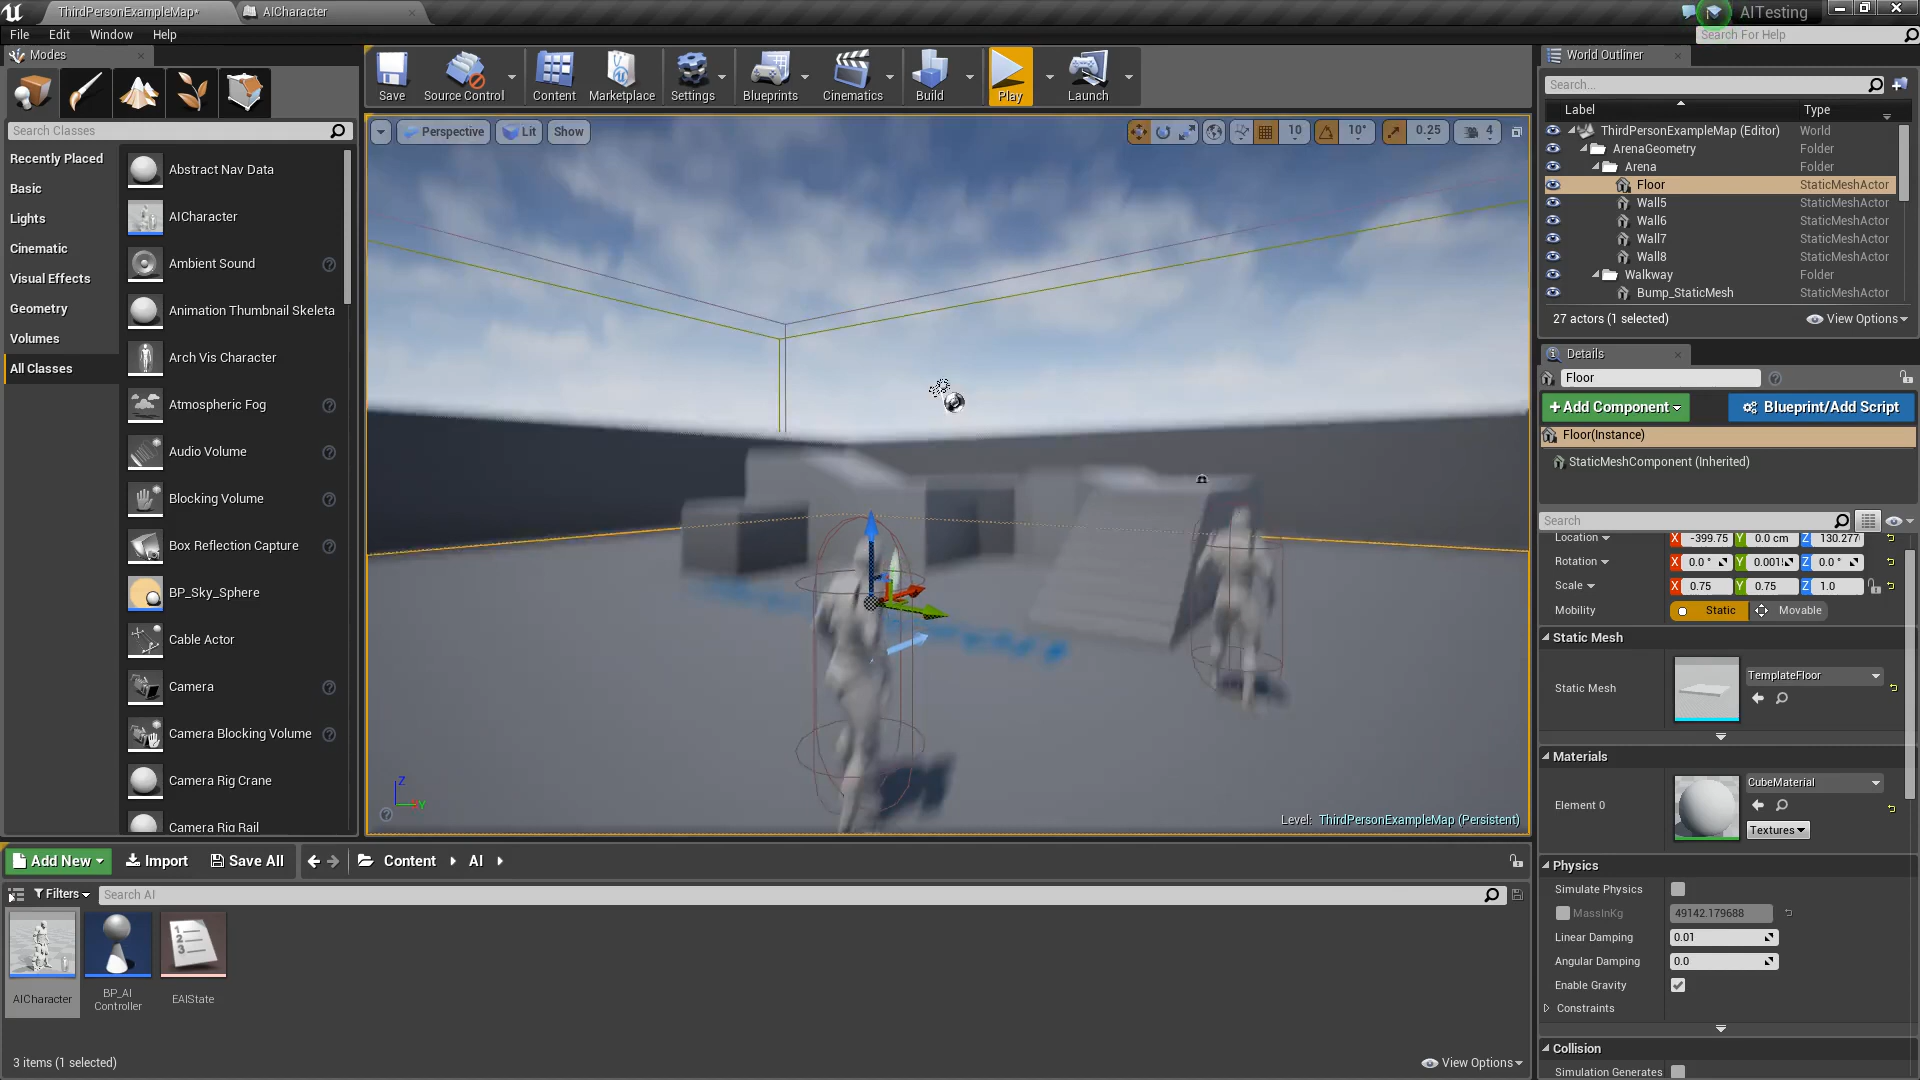 ThirdPersonExampleMap*
AICharacter
AITesting
File
Edit
Window
Help
Search For Help
Modes
Search Classes
Recently Placed
Basic
Lights
Cinematic
Visual Effects
Geometry
Volumes
All Classes
Abstract Nav Data
AICharacter
Ambient Sound
Animation Thumbnail Skeleta
Arch Vis Character
Atmospheric Fog
Audio Volume
Blocking Volume
Box Reflection Capture
BP_Sky_Sphere
Cable Actor
Camera
Camera Blocking Volume
Camera Rig Crane
Camera Rig Rail
Save
Source Control
Content
Marketplace
Settings
Blueprints
Cinematics
Build
Play
Launch
Perspective
Lit
Show
10
10°
0.25
4
Z
Y
Level: ThirdPersonExampleMap (Persistent)
World Outliner
Search...
Label
Type
ThirdPersonExampleMap (Editor) World
ArenaGeometry Folder
Arena Folder
Floor StaticMeshActor
Wall5 StaticMeshActor
Wall6 StaticMeshActor
Wall7 StaticMeshActor
Wall8 StaticMeshActor
Walkway Folder
Bump_StaticMesh StaticMeshActor
27 actors (1 selected)
View Options
Details
Floor
+Add Component
Blueprint/Add Script
Floor(Instance)
StaticMeshComponent (Inherited)
Search
Location X -399.75 Y 0.0 cm Z 130.277
Rotation X 0.0 ° Y 0.001 Z 0.0 °
Scale X 0.75 Y 0.75 Z 1.0
Mobility Static Movable
Static Mesh
Static Mesh
TemplateFloor
Materials
Element 0
CubeMaterial
Textures
Physics
Simulate Physics
MassInKg 49142.179688
Linear Damping 0.01
Angular Damping 0.0
Enable Gravity
Constraints
Collision
Simulation Generates
Add New
Import
Save All
Content
AI
Filters
Search AI
AICharacter
BP_AI
Controller
1
2
3
EAIState
3 items (1 selected)
View Options